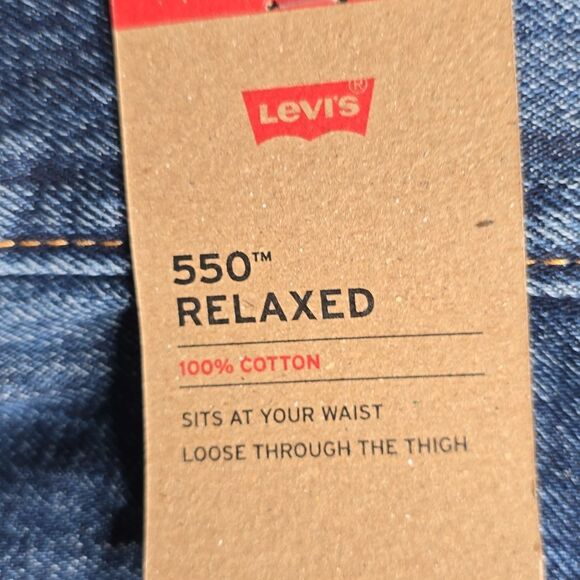 Levi's®
550™
RELAXED
100% COTTON
SITS AT YOUR WAIST
LOOSE THROUGH THE THIGH